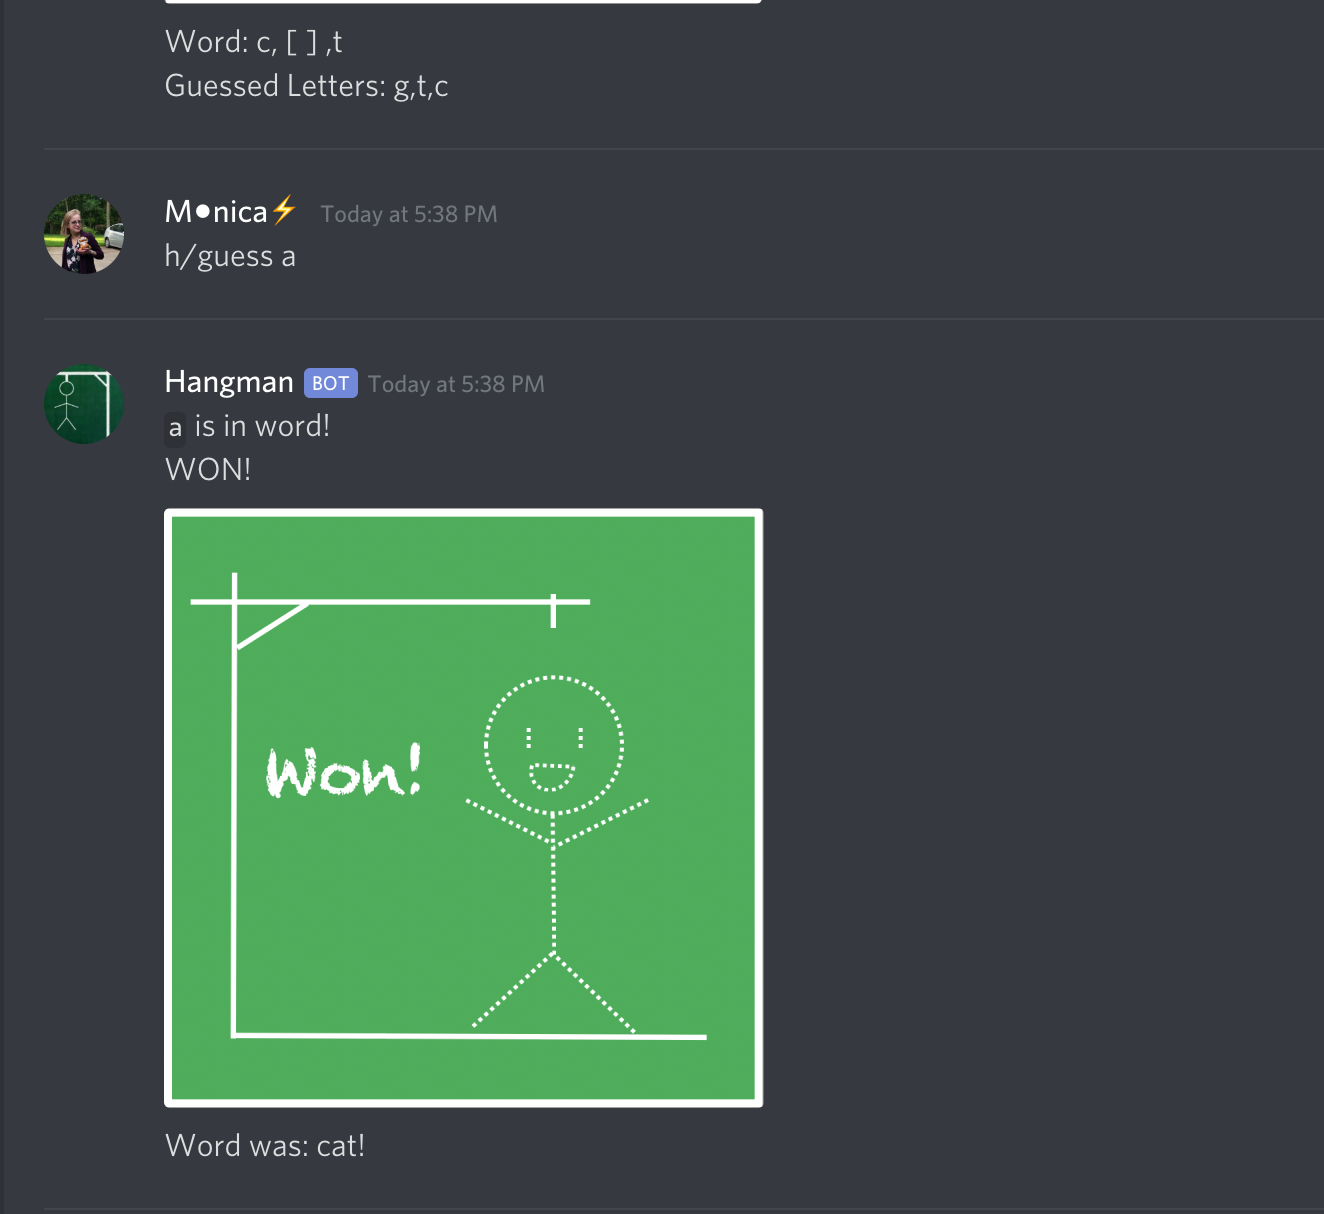 Word: c, [ ] ,t
Guessed Letters: g,t,c
M●nica⚡ Today at 5:38 PM
h/guess a
Hangman BOT Today at 5:38 PM
a is in word!
WON!
Won!
Word was: cat!